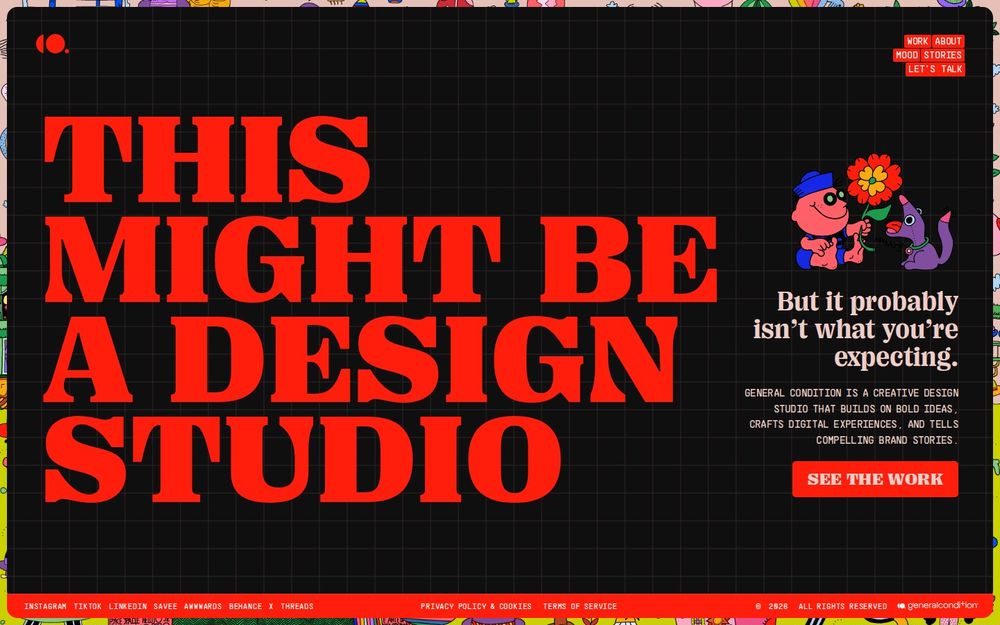 WORK ABOUT
MOOD STORIES
LET'S TALK
THIS
MIGHT BE
A DESIGN
STUDIO
But it probably
isn't what you're
expecting.
GENERAL CONDITION IS A CREATIVE DESIGN
STUDIO THAT BUILDS ON BOLD IDEAS,
CRAFTS DIGITAL EXPERIENCES, AND TELLS
COMPELLING BRAND STORIES.
SEE THE WORK
INSTAGRAM TIKTOK LINKEDIN SAVEE AWWWARDS BEHANCE X THREADS
PRIVACY POLICY & COOKIES TERMS OF SERVICE
© 2026 ALL RIGHTS RESERVED generalcondition